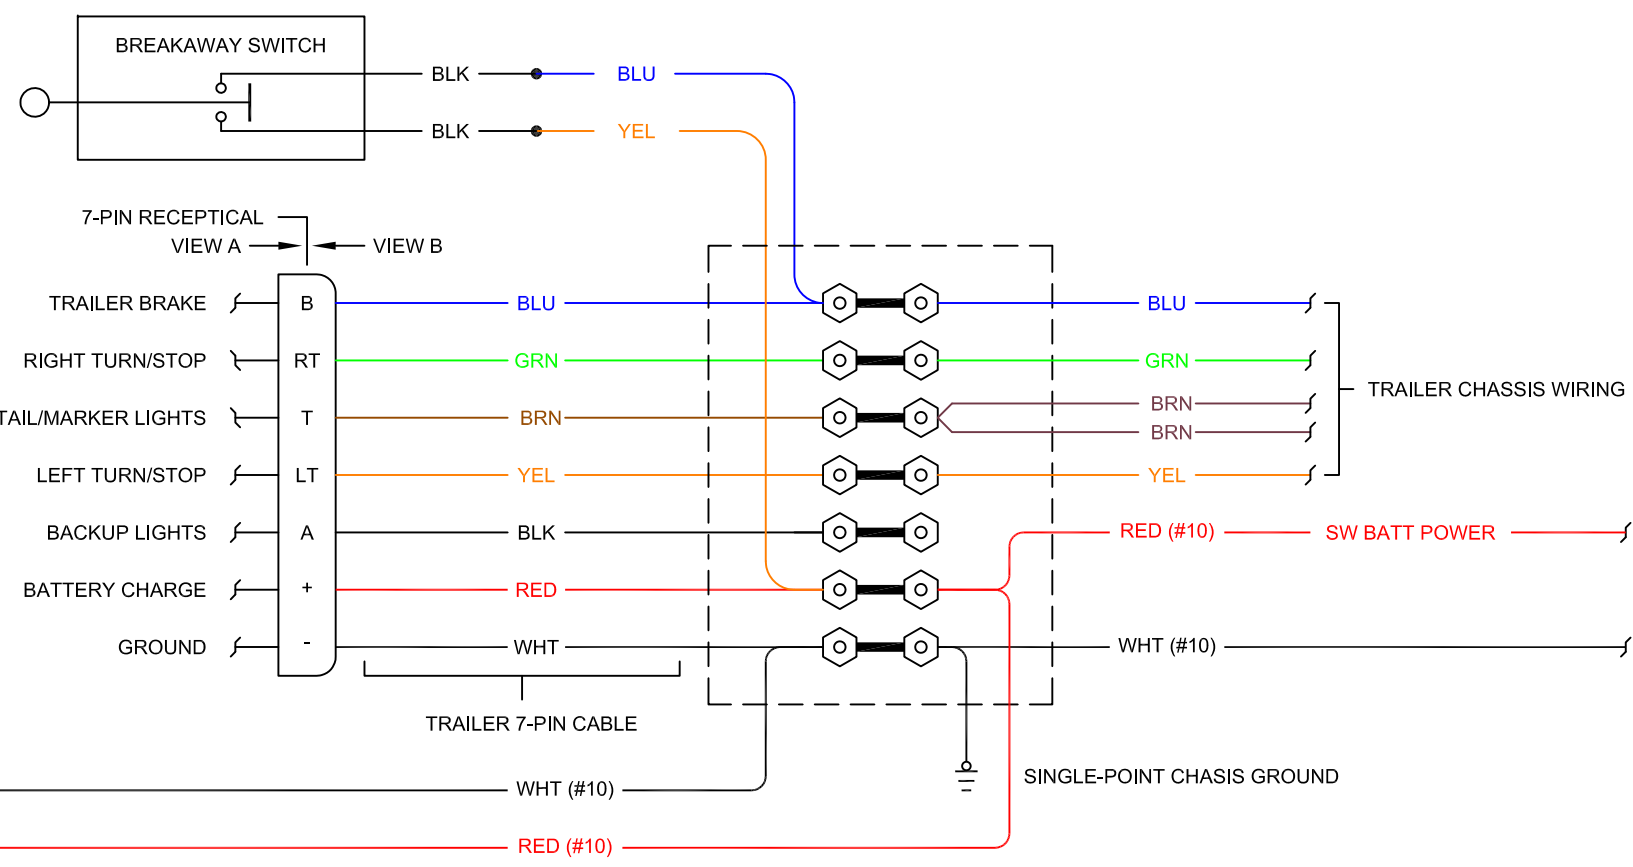 BREAKAWAY SWITCH
BLK BLU
BLK YEL
7-PIN RECEPTICAL
VIEW A VIEW B
TRAILER BRAKE B BLU BLU
RIGHT TURN/STOP RT GRN GRN
TRAILER CHASSIS WIRING
BRN
TAIL/MARKER LIGHTS T BRN
BRN
LEFT TURN/STOP LT YEL YEL
BACKUP LIGHTS A BLK RED (#10) SW BATT POWER
BATTERY CHARGE + RED
GROUND - WHT WHT (#10)
TRAILER 7-PIN CABLE
SINGLE-POINT CHASIS GROUND
WHT (#10)
RED (#10)